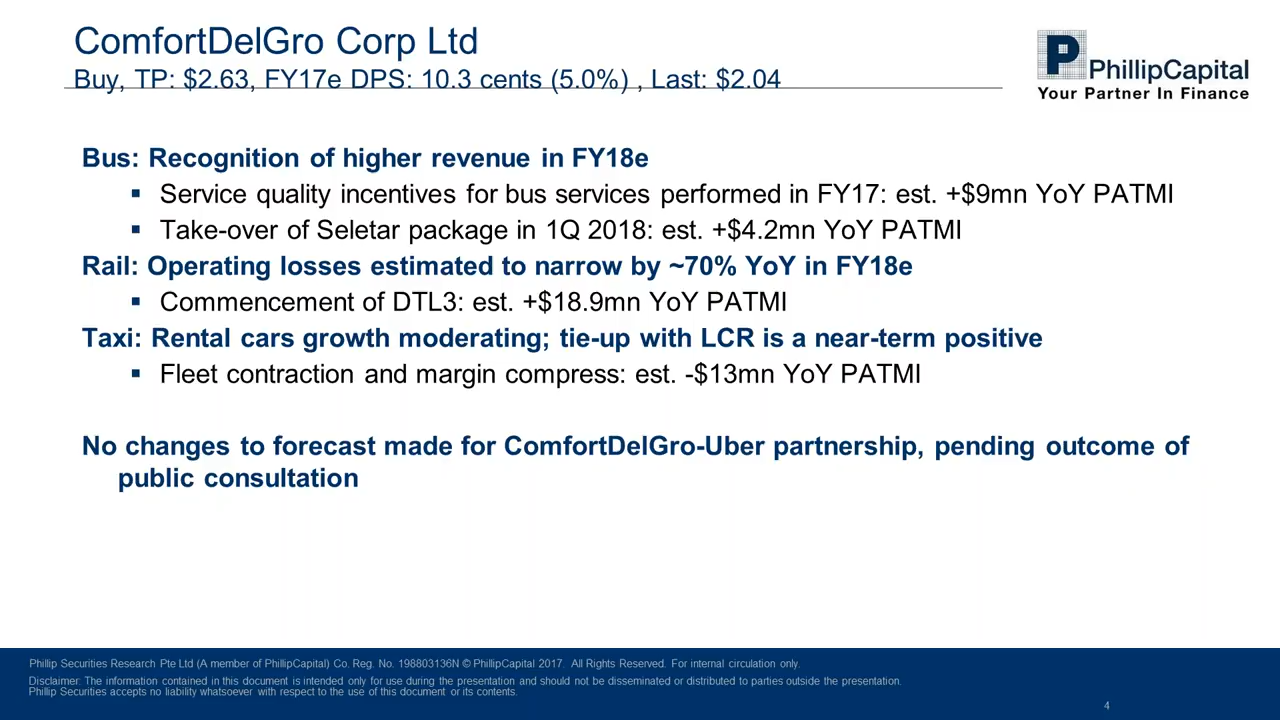 ComfortDelGro Corp Ltd
Buy, TP: $2.63, FY17e DPS: 10.3 cents (5.0%) , Last: $2.04
PhillipCapital
Your Partner In Finance
Bus: Recognition of higher revenue in FY18e
▪ Service quality incentives for bus services performed in FY17: est. +$9mn YoY PATMI
▪ Take-over of Seletar package in 1Q 2018: est. +$4.2mn YoY PATMI
Rail: Operating losses estimated to narrow by ~70% YoY in FY18e
▪ Commencement of DTL3: est. +$18.9mn YoY PATMI
Taxi: Rental cars growth moderating; tie-up with LCR is a near-term positive
▪ Fleet contraction and margin compress: est. -$13mn YoY PATMI
No changes to forecast made for ComfortDelGro-Uber partnership, pending outcome of
public consultation
Phillip Securities Research Pte Ltd (A member of PhillipCapital) Co. Reg. No. 198803136N © PhillipCapital 2017. All Rights Reserved. For internal circulation only.
Disclaimer: The information contained in this document is intended only for use during the presentation and should not be disseminated or distributed to parties outside the presentation.
Phillip Securities accepts no liability whatsoever with respect to the use of this document or its contents.
4